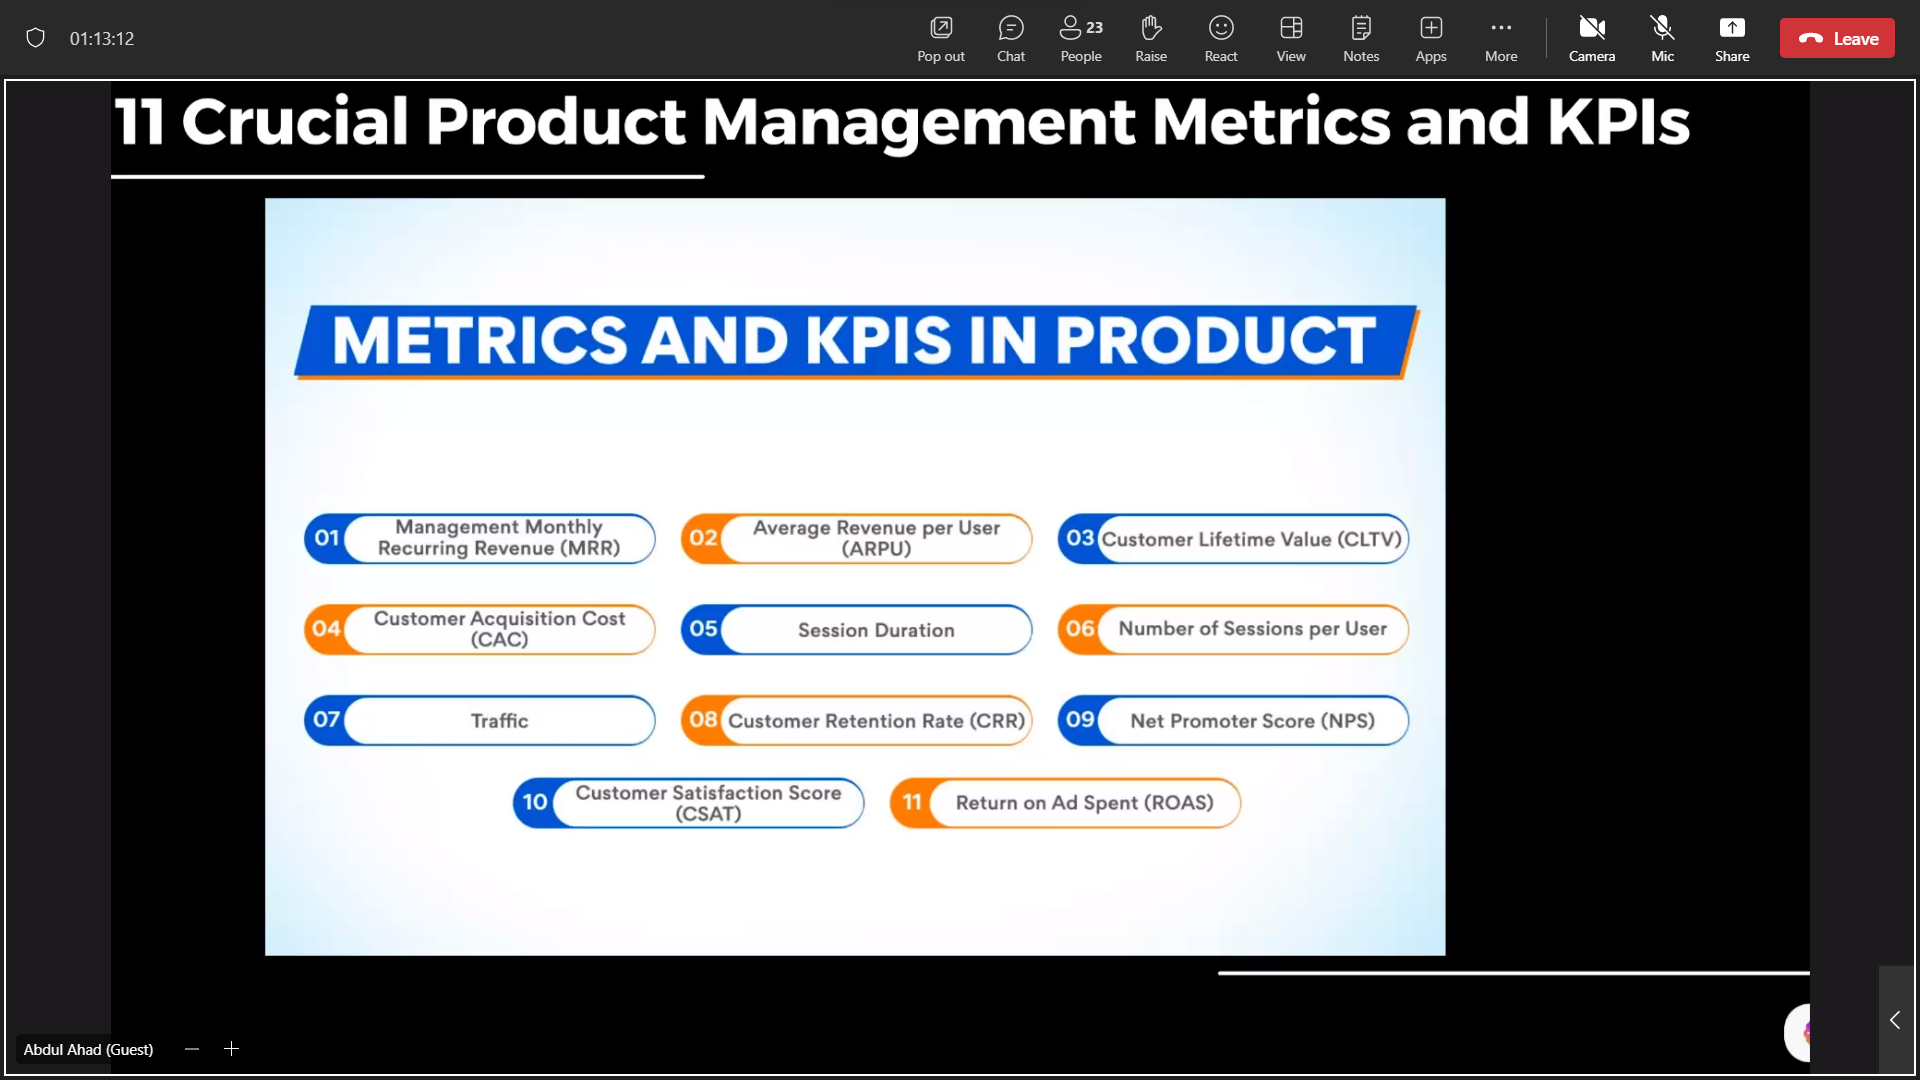 01:13:12
Pop out
Chat
23
People
Raise
React
View
Notes
Apps
More
Camera
Mic
Share
Leave
11 Crucial Product Management Metrics and KPIs
METRICS AND KPIS IN PRODUCT
01 Management Monthly
Recurring Revenue (MRR)
02 Average Revenue per User
(ARPU)
03 Customer Lifetime Value (CLTV)
04 Customer Acquisition Cost
(CAC)
05 Session Duration
06 Number of Sessions per User
07 Traffic
08 Customer Retention Rate (CRR)
09 Net Promoter Score (NPS)
10 Customer Satisfaction Score
(CSAT)
11 Return on Ad Spent (ROAS)
Abdul Ahad (Guest)